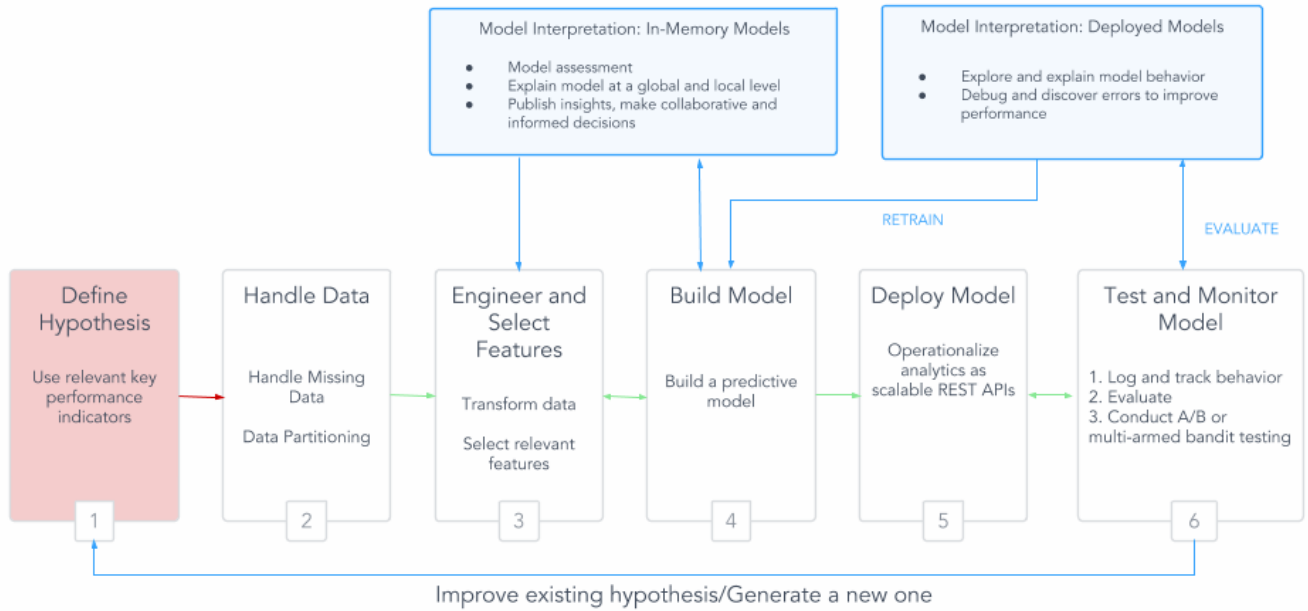 Model Interpretation: In-Memory Models
● Model assessment
● Explain model at a global and local level
● Publish insights, make collaborative and
informed decisions
Model Interpretation: Deployed Models
● Explore and explain model behavior
● Debug and discover errors to improve
performance
RETRAIN
EVALUATE
Define
Hypothesis
Use relevant key
performance
indicators
1
Handle Data
Handle Missing
Data
Data Partitioning
2
Engineer and
Select
Features
Transform data
Select relevant
features
3
Build Model
Build a predictive
model
4
Deploy Model
Operationalize
analytics as
scalable REST APIs
5
Test and Monitor
Model
1. Log and track behavior
2. Evaluate
3. Conduct A/B or
multi-armed bandit testing
6
Improve existing hypothesis/Generate a new one